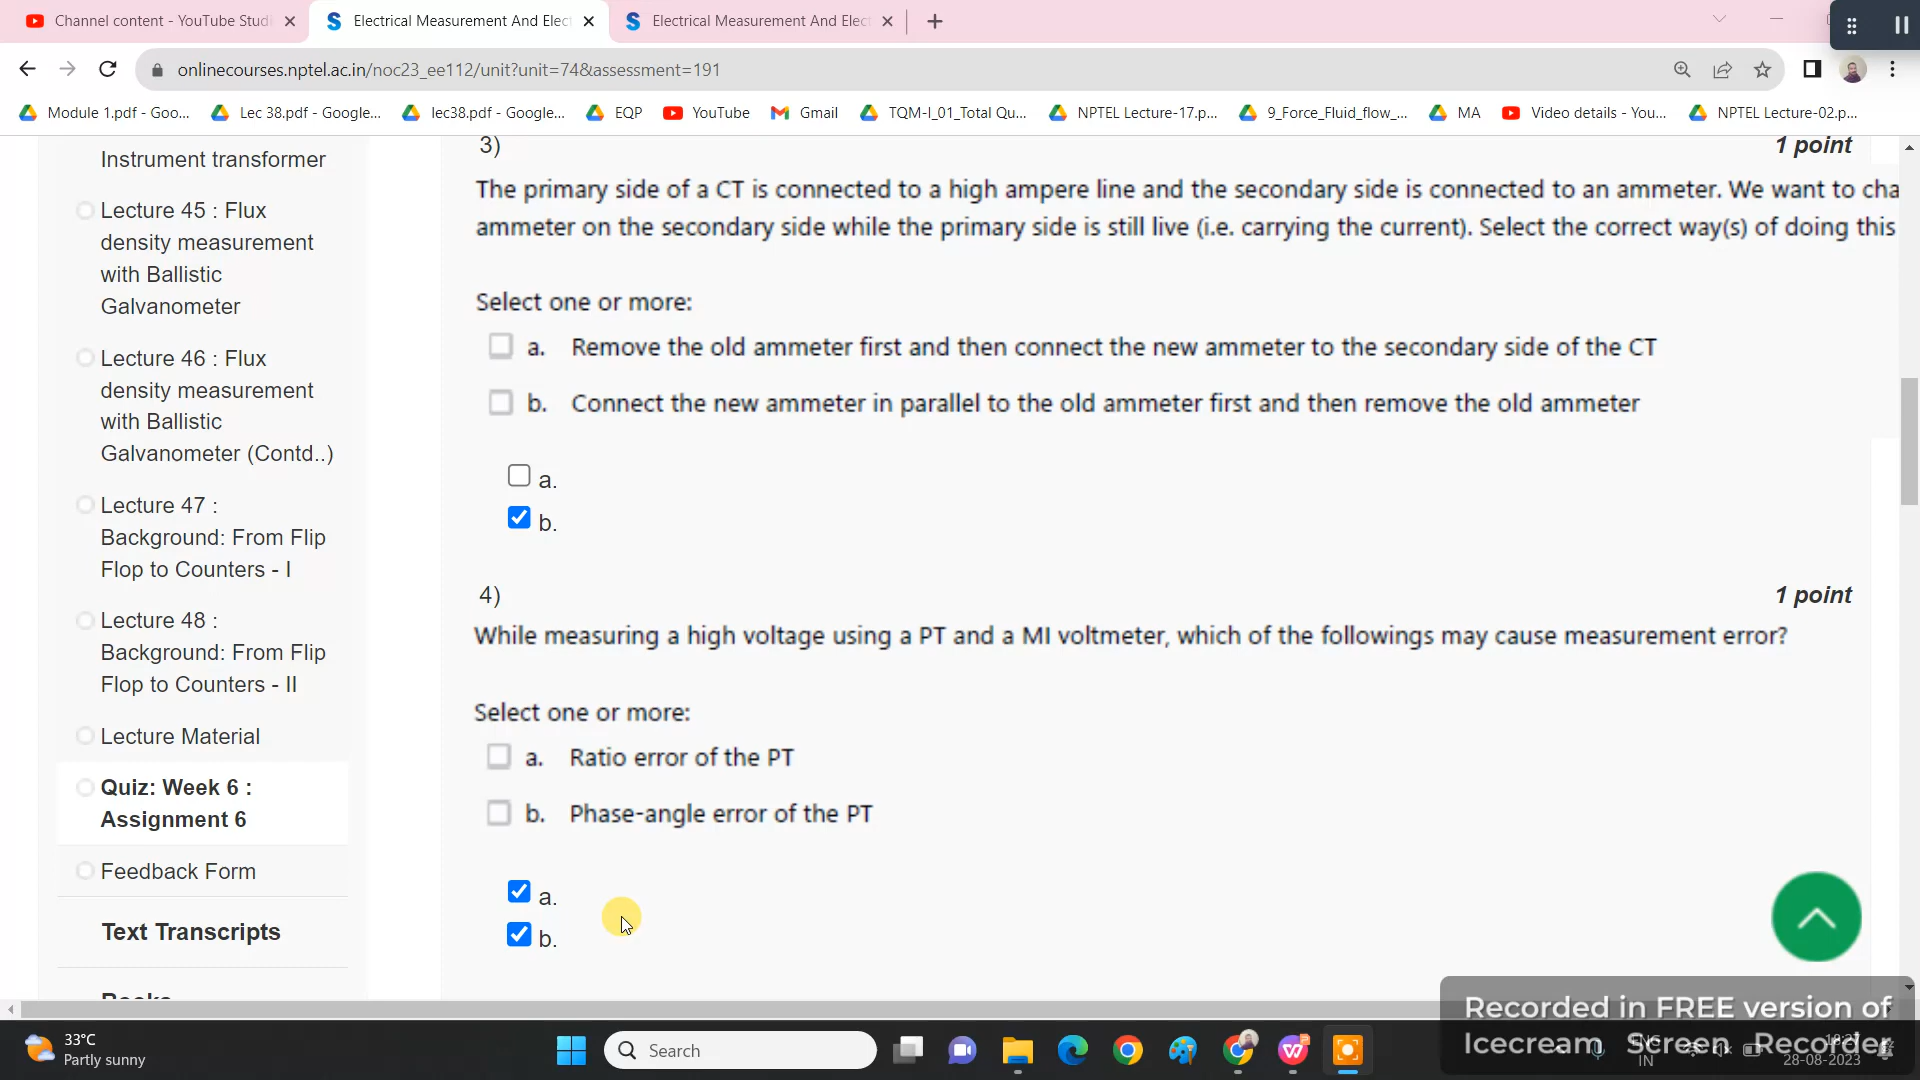 Channel content - YouTube Studi
Electrical Measurement And Elect
Electrical Measurement And Elect
onlinecourses.nptel.ac.in/noc23_ee112/unit?unit=74&assessment=191
Module 1.pdf - Goo...
Lec 38.pdf - Google...
lec38.pdf - Google...
EQP
YouTube
Gmail
TQM-I_01_Total Qu...
NPTEL Lecture-17.p...
9_Force_Fluid_flow_...
MA
Video details - You...
NPTEL Lecture-02.p...
Instrument transformer
Lecture 45 : Flux
density measurement
with Ballistic
Galvanometer
Lecture 46 : Flux
density measurement
with Ballistic
Galvanometer (Contd..)
Lecture 47 :
Background: From Flip
Flop to Counters - I
Lecture 48 :
Background: From Flip
Flop to Counters - II
Lecture Material
Quiz: Week 6 :
Assignment 6
Feedback Form
Text Transcripts
3)
1 point
The primary side of a CT is connected to a high ampere line and the secondary side is connected to an ammeter. We want to cha
ammeter on the secondary side while the primary side is still live (i.e. carrying the current). Select the correct way(s) of doing this
Select one or more:
a. Remove the old ammeter first and then connect the new ammeter to the secondary side of the CT
b. Connect the new ammeter in parallel to the old ammeter first and then remove the old ammeter
a.
b.
4)
1 point
While measuring a high voltage using a PT and a MI voltmeter, which of the followings may cause measurement error?
Select one or more:
a. Ratio error of the PT
b. Phase-angle error of the PT
a.
b.
Recorded in FREE version of
Icecream Screen Recorder
33°C
Partly sunny
Search
ENG
IN
28-08-2023